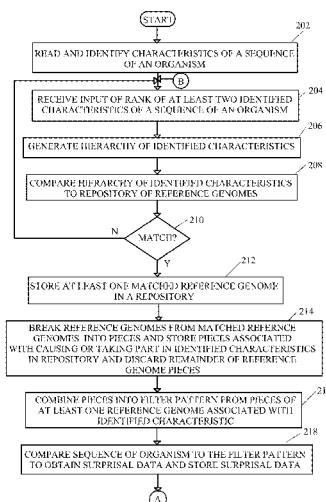 START
202
READ AND IDENTIFY CHARACTERISTICS OF A SEQUENCE
OF AN ORGANISM
B
204
RECEIVE INPUT OF RANK OF AT LEAST TWO IDENTIFIED
CHARACTERISTICS OF A SEQUENCE OF AN ORGANISM
206
GENERATE HIERARCHY OF IDENTIFIED CHARACTERISTICS
208
COMPARE HIERARCHY OF IDENTIFIED CHARACTERISTICS
TO REPOSITORY OF REFERENCE
GENOMES
210
N
MATCH?
Y
212
STORE AT LEAST ONE MATCHED REFERENCE GENOME
IN A REPOSITORY
214
BREAK REFERENCE GENOMES FROM MATCHED REFERNCE
GENOMES INTO PIECES AND STORE PIECES ASSOCIATED
WITH CAUSING OR TAKING PART IN IDENTIFIED CHARACTERISTICS
IN REPOSITORY AND DISCARD REMAINDER OF REFERENCE
GENOME PIECES
21
COMBINE PIECES INTO FILTER PATTERN FROM PIECES OF
AT LEAST ONE REFERENCE GENOME ASSOCIATED WITH
IDENTIFIED CHARACTERISTIC
218
COMPARE SEQUENCE OF ORGANISM TO THE FILTER PATTERN
TO OBTAIN SURPRISAL DATA AND STORE SURPRISAL DATA
A